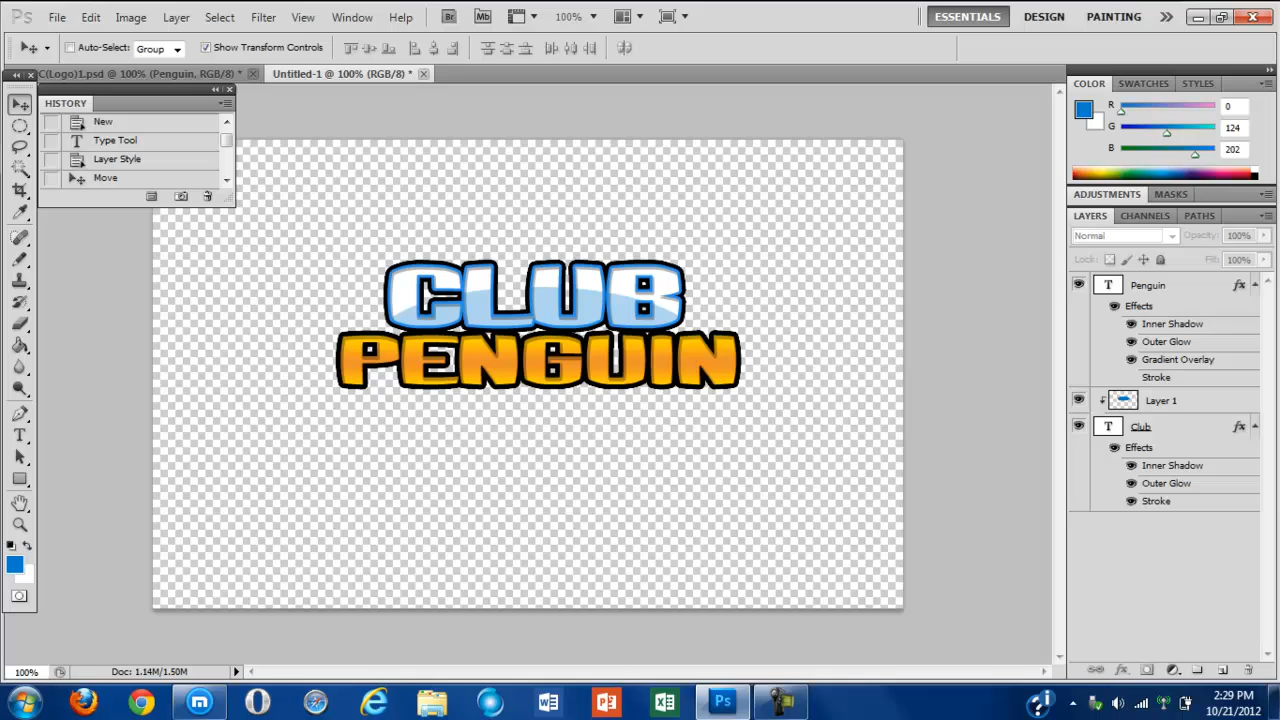 Ps File Edit Image Layer Select Filter View Window Help Br Mb 100% ESSENTIALS DESIGN PAINTING
Auto-Select: Group Show Transform Controls
C(Logo)1.psd @ 100% (Penguin, RGB/8) * Untitled-1 @ 100% (RGB/8) *
HISTORY
New
Type Tool
Layer Style
Move
CLUB
PENGUIN
COLOR SWATCHES STYLES
R 0
G 124
B 202
ADJUSTMENTS MASKS
LAYERS CHANNELS PATHS
Normal Opacity: 100%
Lock: Fill: 100%
T Penguin fx
Effects
Inner Shadow
Outer Glow
Gradient Overlay
Stroke
Layer 1
T Club fx
Effects
Inner Shadow
Outer Glow
Stroke
100% Doc: 1.14M/1.50M
2:29 PM
10/21/2012